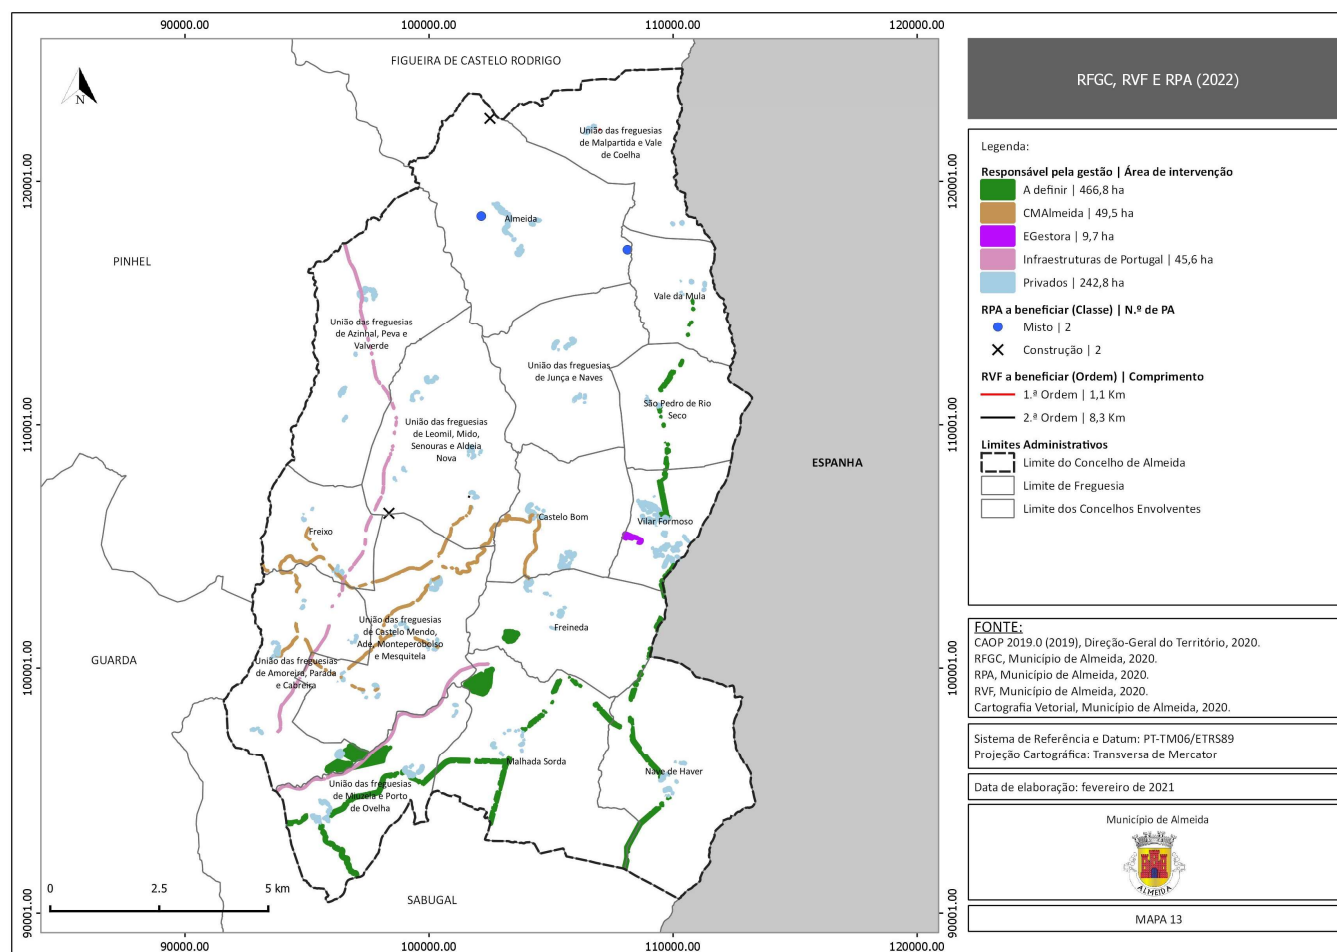 90000.00
100000.00
110000.00
120000.00
FIGUEIRA DE CASTELO RODRIGO
N
União das freguesias
de Malpartida e Vale
de Coelha
120001.00
120001.00
Almeida
PINHEL
Vale da Mula
União das freguesias
de Azinhal, Peva e
Valverde
União das freguesias
de Junça e Naves
São Pedro de Rio
Seco
110001.00
110001.00
União das freguesias
de Leomil, Mido,
Senouras e Aldeia
Nova
ESPANHA
Castelo Bom
Vilar Formoso
Freixo
União das freguesias
de Castelo Mendo,
Ade, Monteperobolso
e Mesquitela
Freineda
GUARDA
União das freguesias
de Amoreira, Parada
e Cabreira
100001.00
100001.00
Malhada Sorda
Nave de Haver
União das freguesias
de Miuzela e Porto
de Ovelha
0
2.5
5 km
SABUGAL
90001.00
90001.00
90000.00
100000.00
110000.00
120000.00
RFGC, RVF E RPA (2022)
Legenda:
Responsável pela gestão | Área de intervenção
A definir | 466,8 ha
CMAlmeida | 49,5 ha
EGestora | 9,7 ha
Infraestruturas de Portugal | 45,6 ha
Privados | 242,8 ha
RPA a beneficiar (Classe) | N.º de PA
Misto | 2
Construção | 2
RVF a beneficiar (Ordem) | Comprimento
1.ª Ordem | 1,1 Km
2.ª Ordem | 8,3 Km
Limites Administrativos
Limite do Concelho de Almeida
Limite de Freguesia
Limite dos Concelhos Envolventes
FONTE:
CAOP 2019.0 (2019), Direção-Geral do Território, 2020.
RFGC, Município de Almeida, 2020.
RPA, Município de Almeida, 2020.
RVF, Município de Almeida, 2020.
Cartografia Vetorial, Município de Almeida, 2020.
Sistema de Referência e Datum: PT-TM06/ETRS89
Projeção Cartográfica: Transversa de Mercator
Data de elaboração: fevereiro de 2021
Município de Almeida
ALMEIDA
MAPA 13